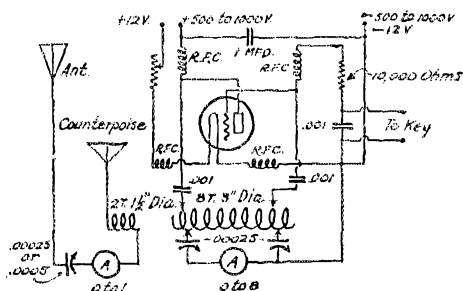 +12V.
+500 to 1000V.
-500 to 1000V
-12V.
1 MFD.
R.F.C.
R.F.C.
10,000 Ohms
Ant.
Counterpoise
.001
To Key
R.F.C.
R.F.C.
.001
.001
2T. 1½" Dia.
8T. 3" Dia.
.00025
or
.0005
.00025
A
A
0 to 1
0 to 8